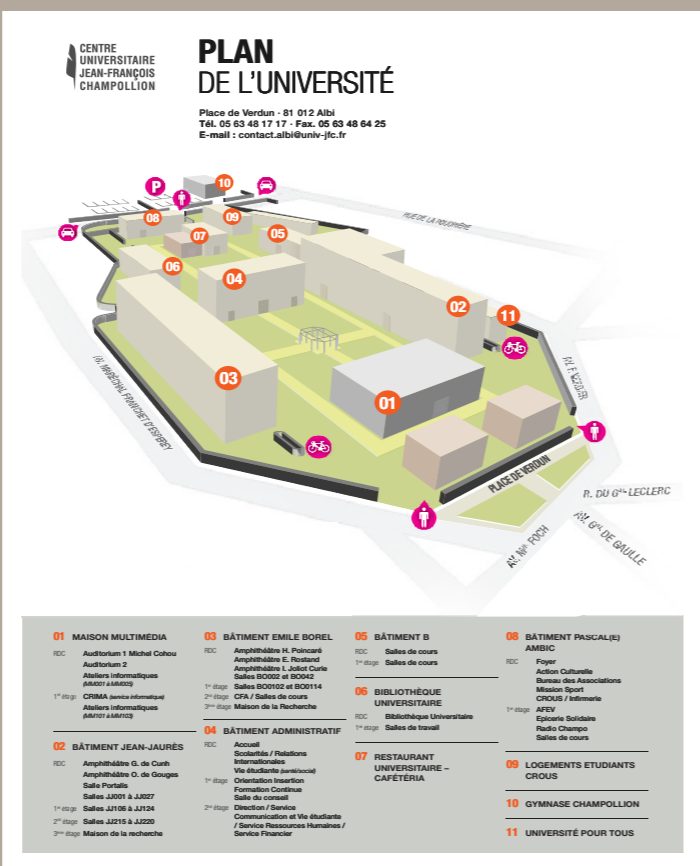 CENTRE
UNIVERSITAIRE
JEAN-FRANÇOIS
CHAMPOLLION
PLAN
DE L'UNIVERSITÉ
Place de Verdun - 81 012 Albi
Tél. 05 63 48 17 17 - Fax. 05 63 48 64 25
E-mail : contact.albi@univ-jfc.fr
P
10
08
09
07
05
06
04
02
11
03
01
RUE DE LA POUDRIÈRE
AV. MARÉCHAL FRANCHET D'ESPEREY
PLACE DE VERDUN
R. DU Gal LECLERC
AV. Mal FOCH
AV. Gal DE GAULLE
01 MAISON MULTIMÉDIA
RDC Auditorium 1 Michel Cohou
Auditorium 2
Ateliers informatiques
(MM001 à MM005)
1er étage CRIMA (service informatique)
Ateliers informatiques
(MM101 à MM103)
02 BÂTIMENT JEAN-JAURÈS
RDC Amphithéâtre G. de Cunh
Amphithéâtre O. de Gouges
Salle Portalis
Salles JJ001 à JJ027
1er étage Salles JJ106 à JJ124
2ème étage Salles JJ215 à JJ220
3ème étage Maison de la recherche
03 BÂTIMENT EMILE BOREL
RDC Amphithéâtre H. Poincaré
Amphithéâtre E. Rostand
Amphithéâtre I. Joliot Curie
Salles BO002 et BO042
1er étage Salles BO0102 et BO0114
2ème étage CFA / Salles de cours
3ème étage Maison de la Recherche
04 BÂTIMENT ADMINISTRATIF
RDC Accueil
Scolarités / Relations
Internationales
Vie étudiante (santé/social)
1er étage Orientation Insertion
Formation Continue
Salle du conseil
2ème étage Direction / Service
Communication et Vie étudiante
/ Service Ressources Humaines /
Service Financier
05 BÂTIMENT B
RDC Salles de cours
1er étage Salles de cours
06 BIBLIOTHÈQUE
UNIVERSITAIRE
RDC Bibliothèque Universitaire
1er étage Salles de travail
07 RESTAURANT
UNIVERSITAIRE –
CAFÉTÉRIA
08 BÂTIMENT PASCAL(E)
AMBIC
RDC Foyer
Action Culturelle
Bureau des Associations
Mission Sport
CROUS / Infirmerie
1er étage AFEV
Epicerie Solidaire
Radio Champo
Salles de cours
09 LOGEMENTS ETUDIANTS
CROUS
10 GYMNASE CHAMPOLLION
11 UNIVERSITÉ POUR TOUS